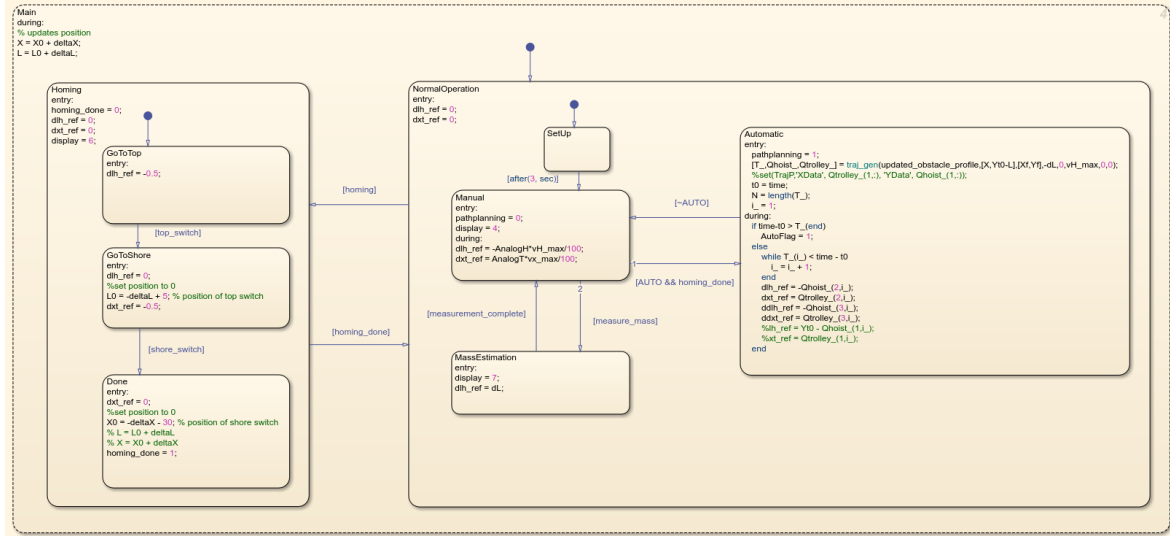 Main
during:
% updates position
X = X0 + deltaX;
L = L0 + deltaL;
4
Homing
entry:
homing_done = 0;
dlh_ref = 0;
dxt_ref = 0;
display = 6;
GoToTop
entry:
dlh_ref = -0.5;
[top_switch]
GoToShore
entry:
dlh_ref = 0;
%set position to 0
L0 = -deltaL + 5; % position of top switch
dxt_ref = -0.5;
[shore_switch]
Done
entry:
dxt_ref = 0;
%set position to 0
X0 = -deltaX - 30; % position of shore switch
% L = L0 + deltaL
% X = X0 + deltaX
homing_done = 1;
[homing]
[homing_done]
NormalOperation
entry:
dlh_ref = 0;
dxt_ref = 0;
SetUp
[after(3, sec)]
Manual
entry:
pathplanning = 0;
display = 4;
during:
dlh_ref = -AnalogH*vH_max/100;
dxt_ref = AnalogT*vx_max/100;
[~AUTO]
1
[AUTO && homing_done]
2
[measurement_complete]
[measure_mass]
MassEstimation
entry:
display = 7;
dlh_ref = dL;
Automatic
entry:
pathplanning = 1;
[T_,Qhoist_,Qtrolley_] = traj_gen(updated_obstacle_profile,[X,Yt0-L],[Xf,Yf],-dL,0,vH_max,0,0);
%set(TrajP,'XData', Qtrolley_(1,:), 'YData', Qhoist_(1,:));
t0 = time;
N = length(T_);
i_ = 1;
during:
if time-t0 > T_(end)
AutoFlag = 1;
else
while T_(i_) < time - t0
i_ = i_ + 1;
end
dlh_ref = -Qhoist_(2,i_);
dxt_ref = Qtrolley_(2,i_);
ddlh_ref = -Qhoist_(3,i_);
ddxt_ref = Qtrolley_(3,i_);
%lh_ref = Yt0 - Qhoist_(1,i_);
%xt_ref = Qtrolley_(1,i_);
end